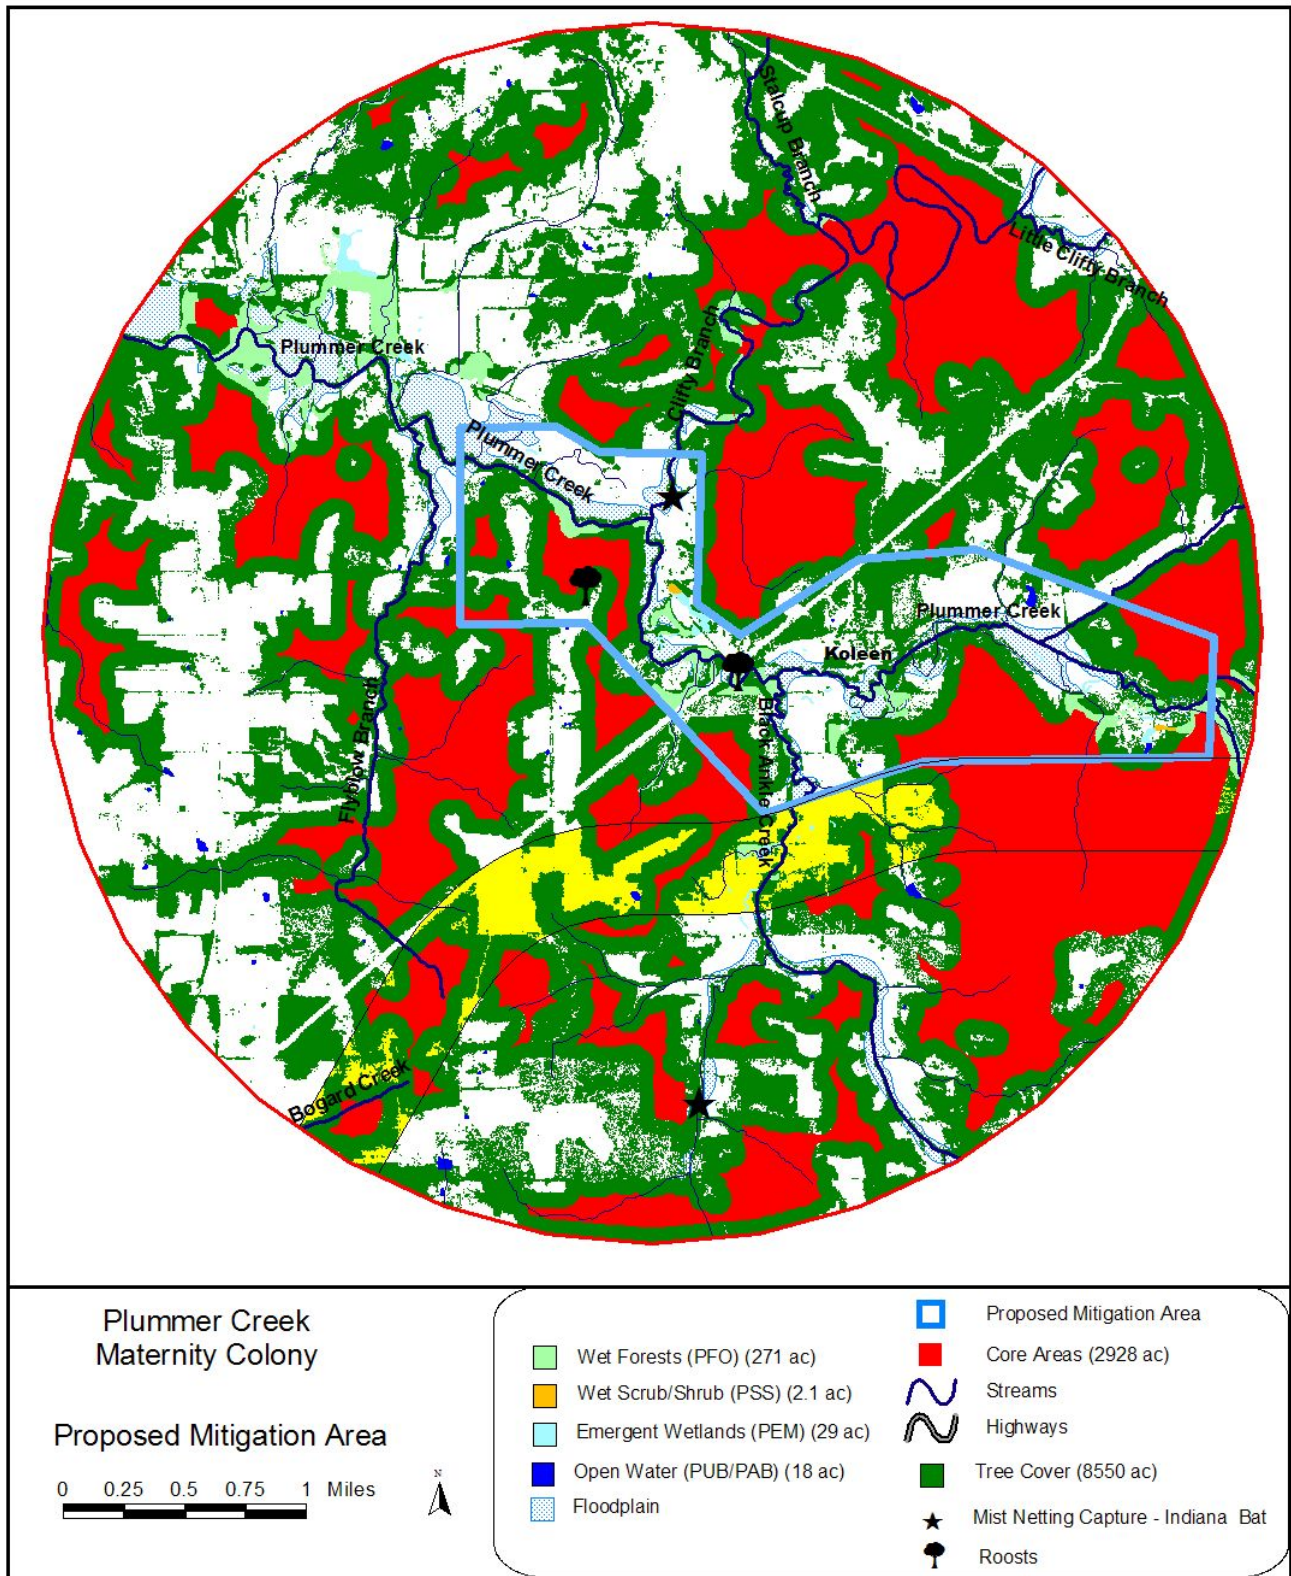 Stalcup Branch
Little Cliffy Branch
Plummer Creek
Cliffy Branch
Plummer Creek
Plummer Creek
Koleen
Flyblow Branch
Black Ankle Creek
Bogard Creek
Plummer Creek
Maternity Colony
Proposed Mitigation Area
0 0.25 0.5 0.75 1 Miles
N
Wet Forests (PFO) (271 ac)
Wet Scrub/Shrub (PSS) (2.1 ac)
Emergent Wetlands (PEM) (29 ac)
Open Water (PUB/PAB) (18 ac)
Floodplain
Proposed Mitigation Area
Core Areas (2928 ac)
Streams
Highways
Tree Cover (8550 ac)
Mist Netting Capture - Indiana Bat
Roosts